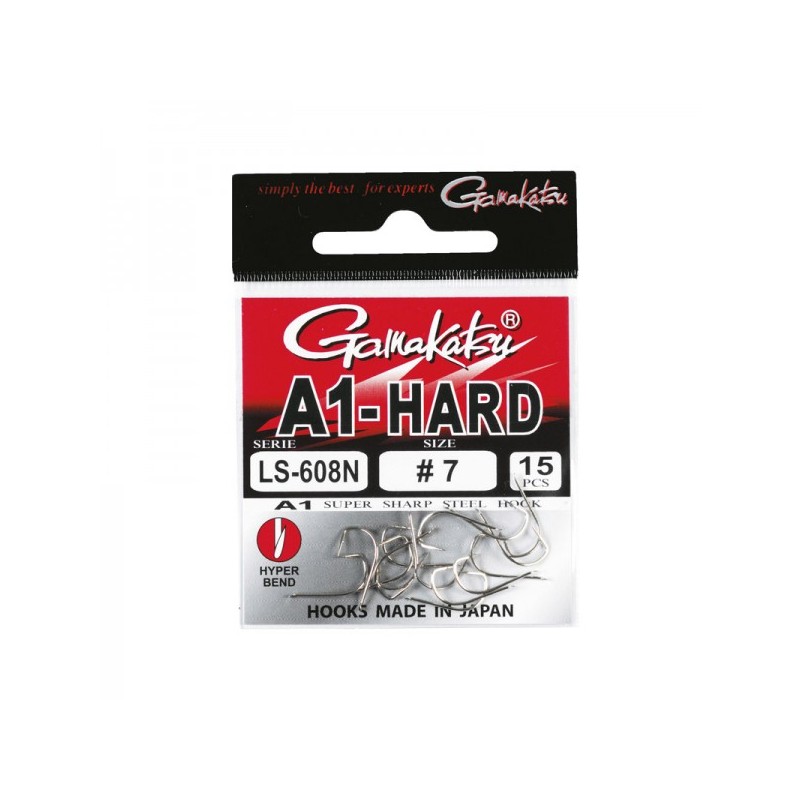 simply the best for experts Gamakatsu
Gamakatsu®
A1-HARD
SERIE SIZE
LS-608N # 7 15 PCS
A1 SUPER SHARP STEEL HOOK
HYPER
BEND
HOOKS MADE IN JAPAN